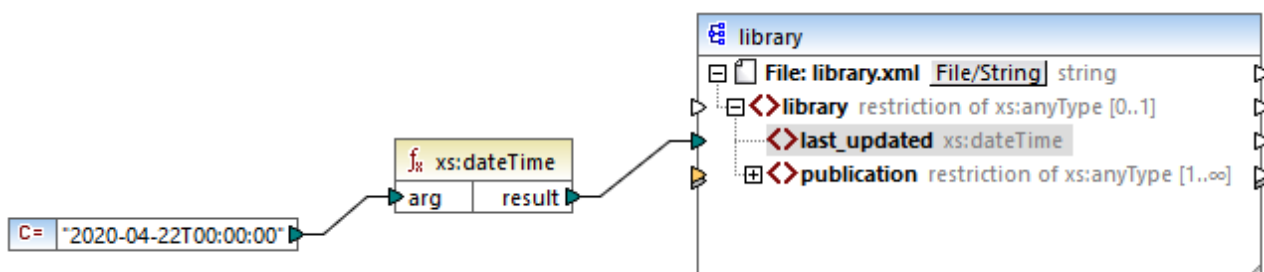 library
File: library.xml File/String string
library restriction of xs:anyType [0..1]
last_updated xs:dateTime
publication restriction of xs:anyType [1..∞]
fx xs:dateTime
arg result
C= "2020-04-22T00:00:00"